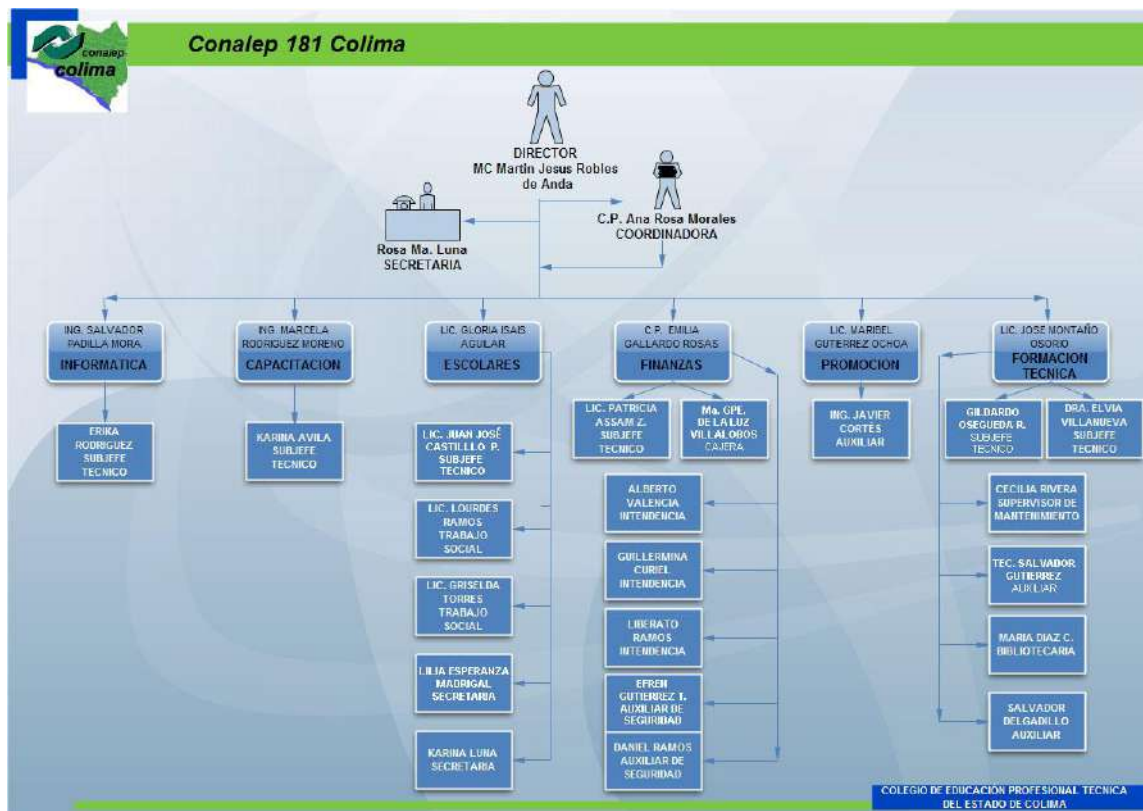 conalep
colima
Conalep 181 Colima
DIRECTOR
MC Martin Jesus Robles
de Anda
C.P. Ana Rosa Morales
COORDINADORA
Rosa Ma. Luna
SECRETARIA
ING. SALVADOR
PADILLA MORA.
INFORMATICA
ING. MARCELA
RODRIGUEZ MORENO
CAPACITACION
LIC. GLORIA ISAIS
AGUILAR
ESCOLARES
C.P. EMILIA
GALLARDO ROSAS
FINANZAS
LIC. MARIBEL
GUTIERREZ OCHOA
PROMOCION
LIC. JOSE MONTAÑO
OSORIO
FORMACION
TECNICA
ERIKA
RODRIGUEZ
SUBJEFE
TECNICO
KARINA AVILA
SUBJEFE
TECNICO
LIC. JUAN JOSÉ
CASTILLLO P.
SUBJEFE
TECNICO
LIC. LOURDES
RAMOS
TRABAJO
SOCIAL
LIC. GRISELDA
TORRES
TRABAJO
SOCIAL
LILIA ESPERANZA
MADRIGAL
SECRETARIA
KARINA LUNA
SECRETARIA
LIC. PATRICIA
ASSAM Z.
SUBJEFE
TECNICO
Ma. GPE.
DE LA LUZ
VILLALOBOS
CAJERA
ALBERTO
VALENCIA
INTENDENCIA
GUILLERMINA
CURIEL
INTENDENCIA
LIBERATO
RAMOS
INTENDENCIA
EFREN
GUTIERREZ T.
AUXILIAR DE
SEGURIDAD
DANIEL RAMOS
AUXILIAR DE
SEGURIDAD
ING. JAVIER
CORTÉS
AUXILIAR
GILDARDO
OSEGUEDA R.
SUBJEFE
TECNICO
DRA. ELVIA
VILLANUEVA
SUBJEFE
TECNICO
CECILIA RIVERA
SUPERVISOR DE
MANTENIMIENTO
TEC. SALVADOR
GUTIERREZ
AUXILIAR
MARIA DIAZ C.
BIBLIOTECARIA
SALVADOR
DELGADILLO
AUXILIAR
COLEGIO DE EDUCACIÓN PROFESIONAL TECNICA
DEL ESTADO DE COLIMA